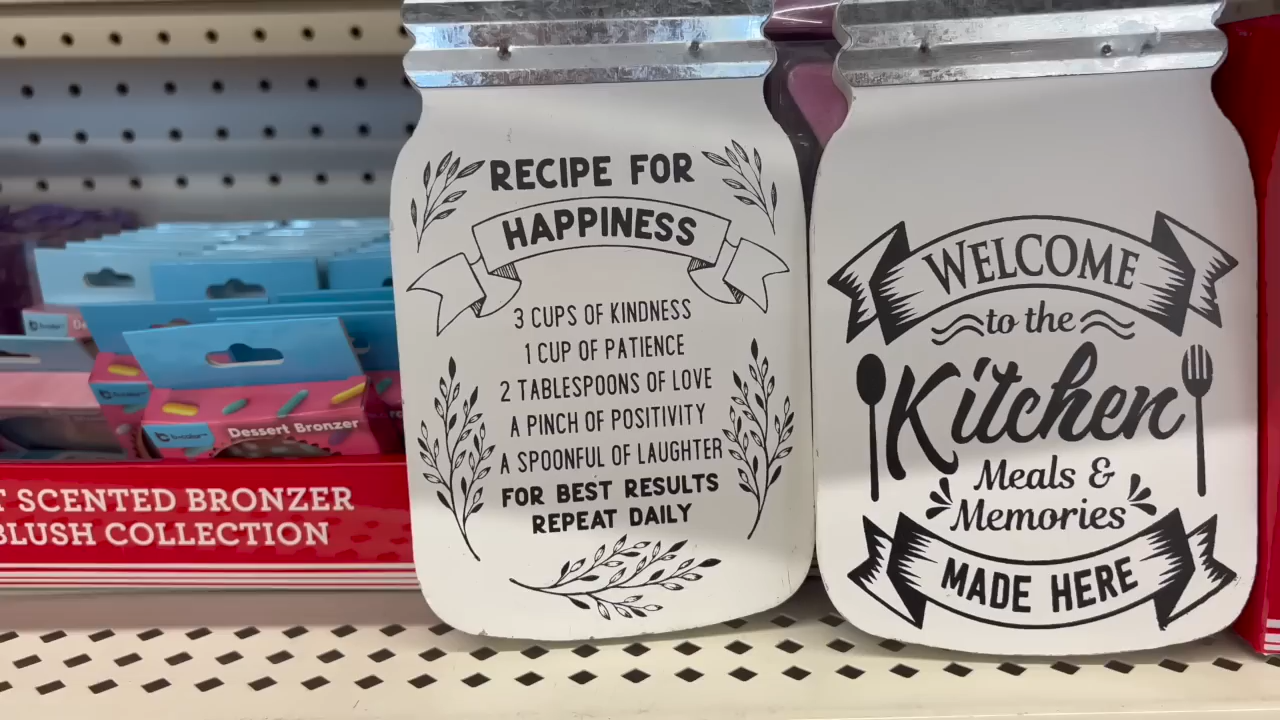 RECIPE FOR
HAPPINESS
3 CUPS OF KINDNESS
1 CUP OF PATIENCE
2 TABLESPOONS OF LOVE
A PINCH OF POSITIVITY
A SPOONFUL OF LAUGHTER
FOR BEST RESULTS
REPEAT DAILY
WELCOME
to the
Kitchen
Meals &
Memories
MADE HERE
Dessert Bronzer
SCENTED BRONZER
BLUSH COLLECTION